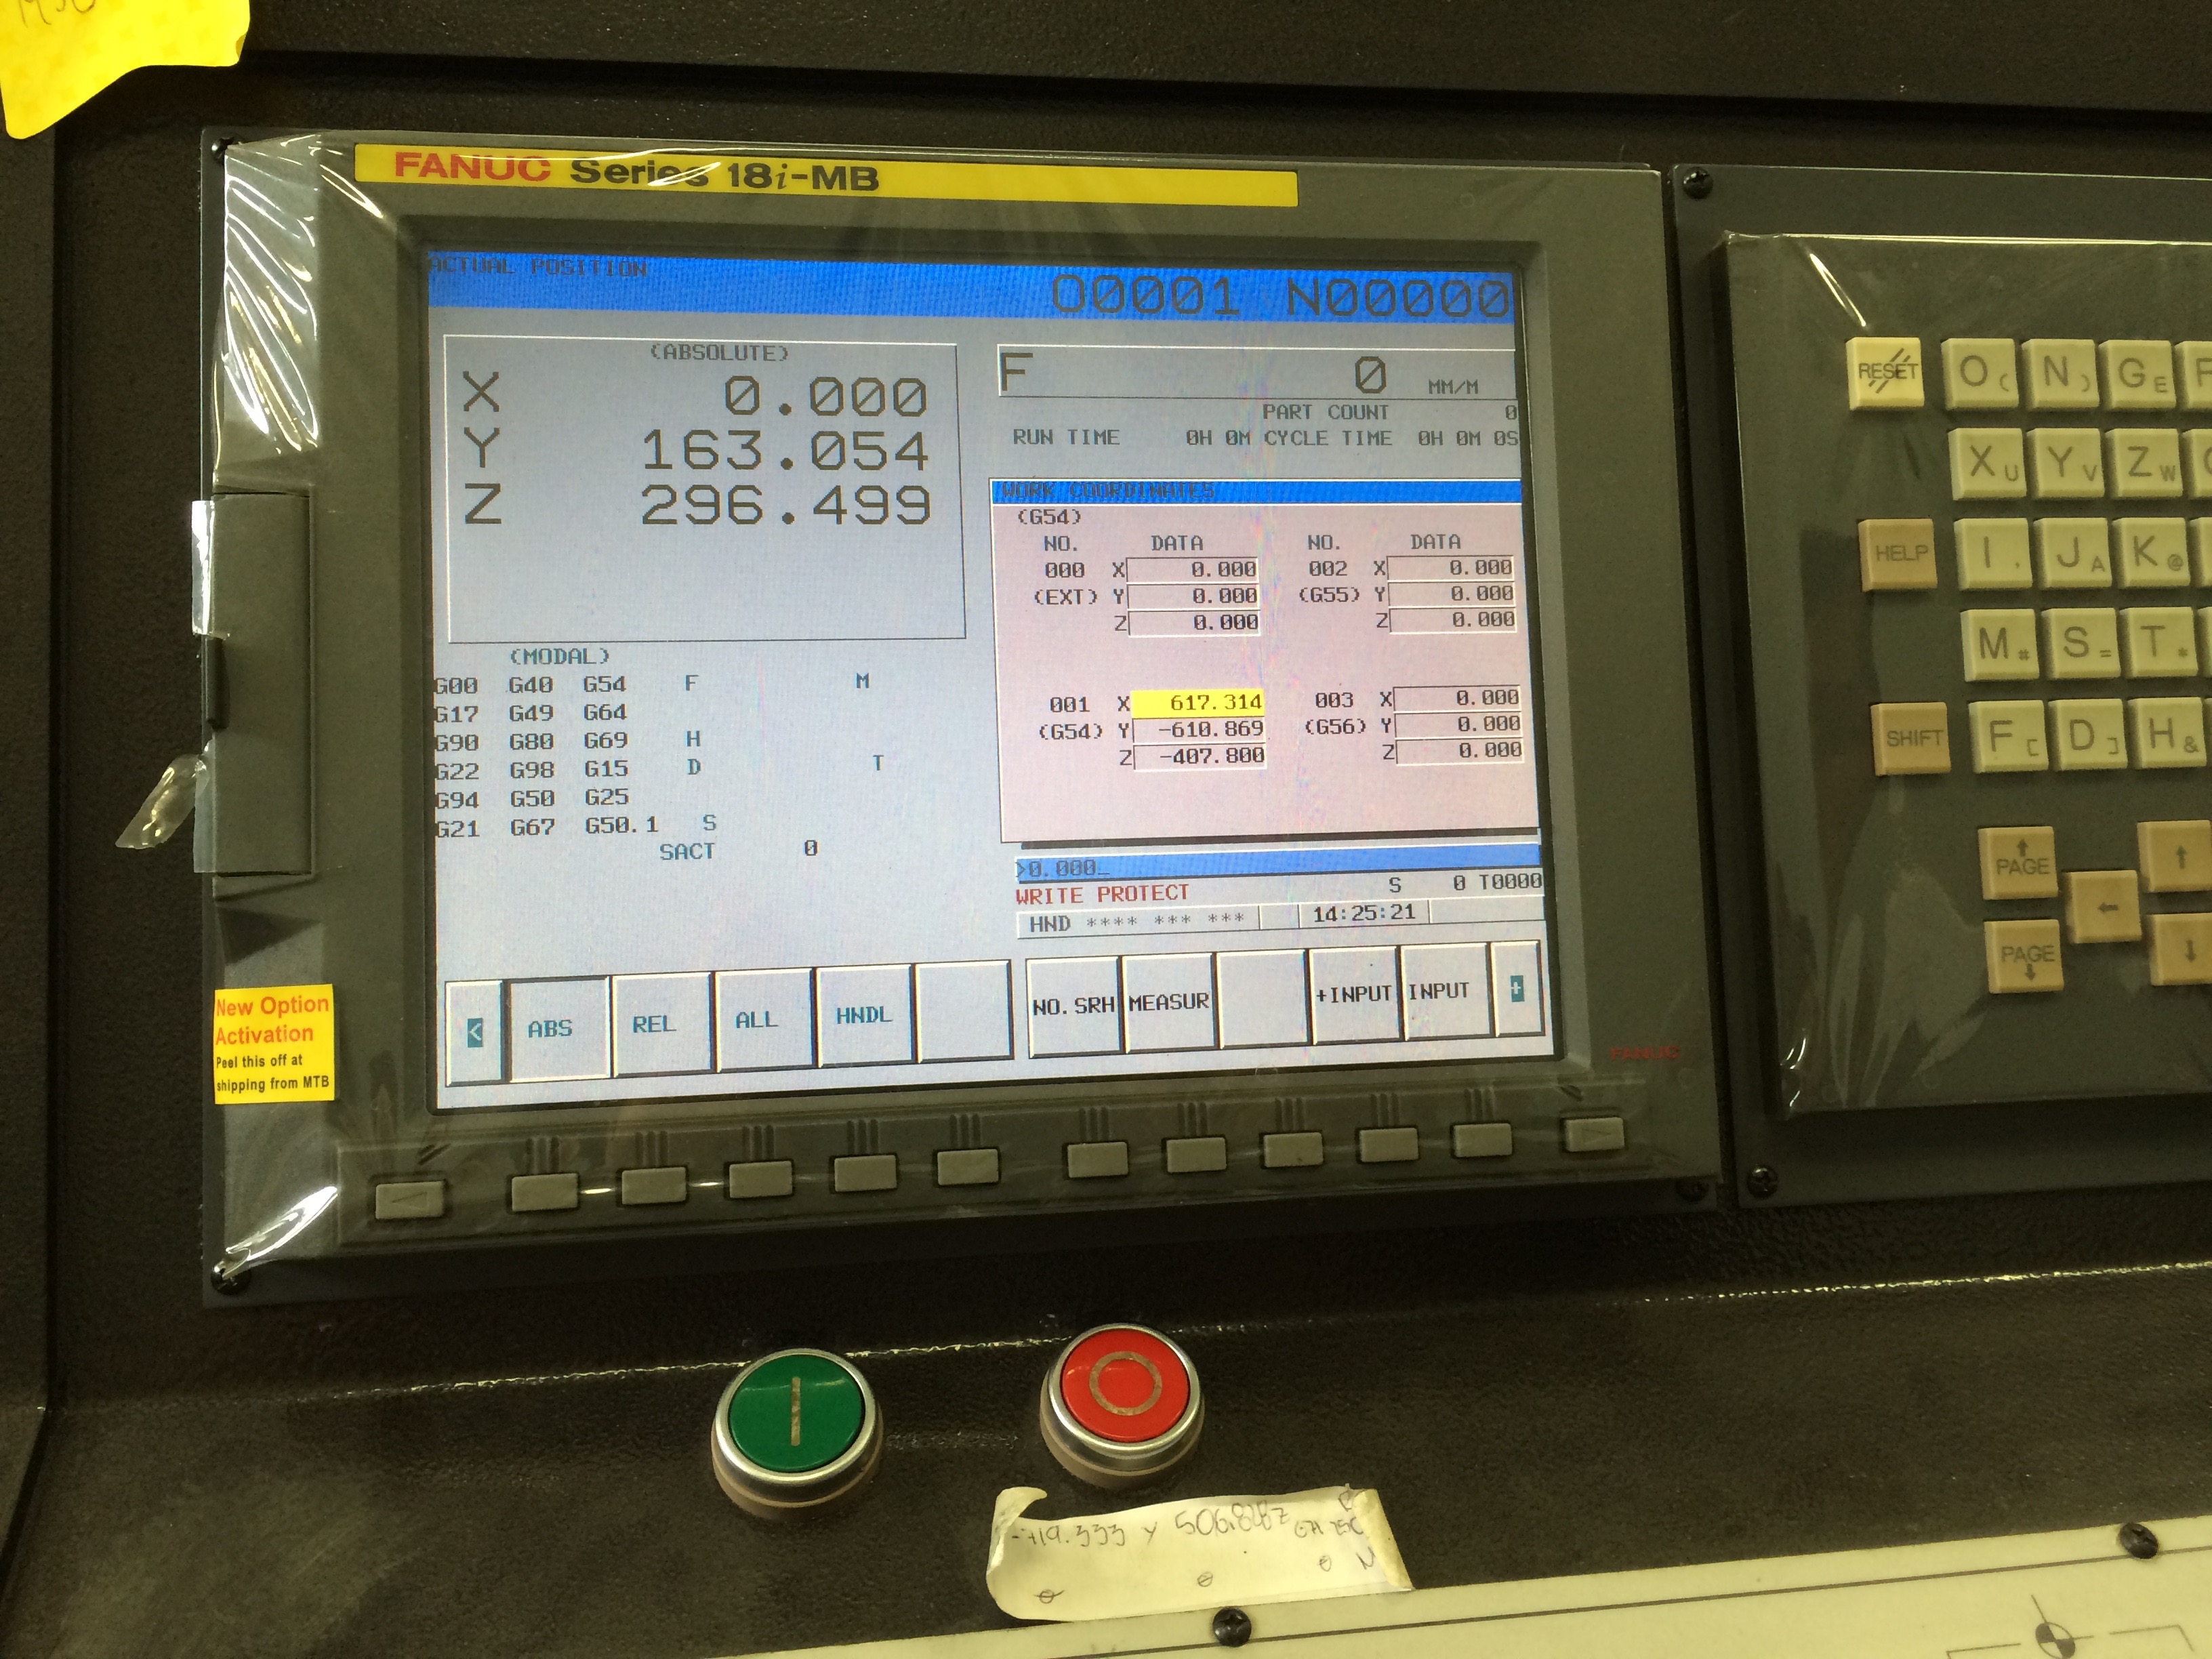 FANUC Series 18i-MB
ACTUAL POSITION
O0001 N00000
(ABSOLUTE)
X 0.000
Y 163.054
Z 296.499
F 0 MM/M
PART COUNT 0
RUN TIME 0H 0M CYCLE TIME 0H 0M 0S
(MODAL)
G00 G40 G54 F M
G17 G49 G64
G90 G80 G69 H
G22 G98 G15 D T
G94 G50 G25
G21 G67 G50.1 S
SACT 0
WORK COORDINATES
(G54)
NO. DATA NO. DATA
000 X 0.000 002 X 0.000
(EXT) Y 0.000 (G55) Y 0.000
Z 0.000 Z 0.000
001 X 617.314 003 X 0.000
(G54) Y -610.869 (G56) Y 0.000
Z -407.800 Z 0.000
>0.000_
WRITE PROTECT
S 0 T0000
HND **** *** *** 14:25:21
< ABS REL ALL HNDL NO.SRH MEASUR +INPUT INPUT +
FANUC
New Option
Activation
Peel this off at
shipping from MTB
RESET O( N) GE
XU YV ZW
HELP I, JA K@
M# S= T*
SHIFT F[ D] H&
↑ PAGE ↑
←
PAGE ↓ ↓
-719.333 Y